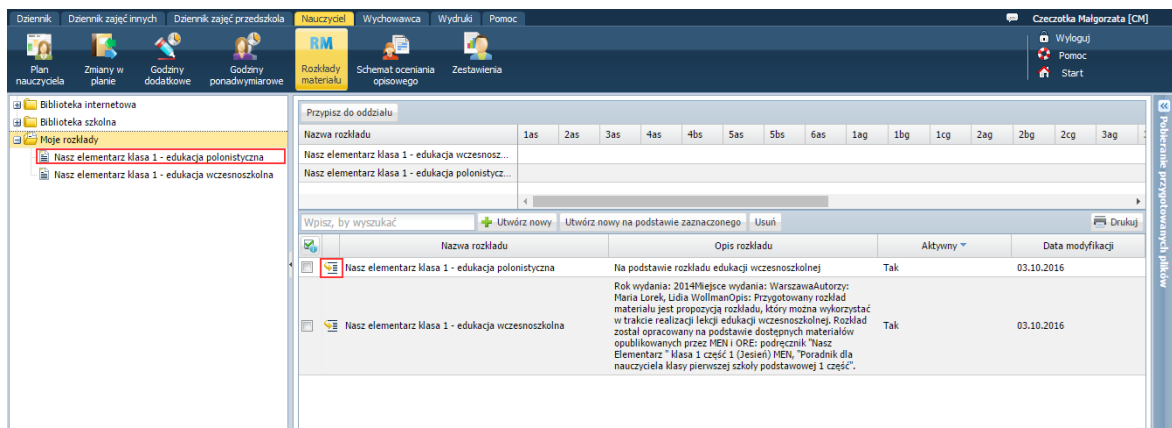 Dziennik Dziennik zajęć innych Dziennik zajęć przedszkola Nauczyciel Wychowawca Wydruki Pomoc Czeczotka Małgorzata [CM]
Wyloguj
Pomoc
Start
Plan nauczyciela
Zmiany w planie
Godziny dodatkowe
Godziny ponadwymiarowe
RM
Rozkłady materiału
Schemat oceniania opisowego
Zestawienia
Biblioteka internetowa
Biblioteka szkolna
Moje rozkłady
Nasz elementarz klasa 1 - edukacja polonistyczna
Nasz elementarz klasa 1 - edukacja wczesnoszkolna
Przypisz do oddziału
Nazwa rozkładu 1as 2as 3as 4as 4bs 5as 5bs 6as 1ag 1bg 1cg 2ag 2bg 2cg 3ag
Nasz elementarz klasa 1 - edukacja wczesnosz...
Nasz elementarz klasa 1 - edukacja polonistycz...
Wpisz, by wyszukać Utwórz nowy Utwórz nowy na podstawie zaznaczonego Usuń Drukuj
Nazwa rozkładu Opis rozkładu Aktywny Data modyfikacji
Nasz elementarz klasa 1 - edukacja polonistyczna Na podstawie rozkładu edukacji wczesnoszkolnej Tak 03.10.2016
Nasz elementarz klasa 1 - edukacja wczesnoszkolna
Rok wydania: 2014Miejsce wydania: WarszawaAutorzy:
Maria Lorek, Lidia WollmanOpis: Przygotowany rozkład
materiału jest propozycją rozkładu, który można wykorzystać
w trakcie realizacji lekcji edukacji wczesnoszkolnej. Rozkład
został opracowany na podstawie dostępnych materiałów
opublikowanych przez MEN i ORE: podręcznik "Nasz
Elementarz " klasa 1 część 1 (Jesień) MEN, "Poradnik dla
nauczyciela klasy pierwszej szkoły podstawowej 1 część".
Tak 03.10.2016
Pobieranie przygotowanych plików